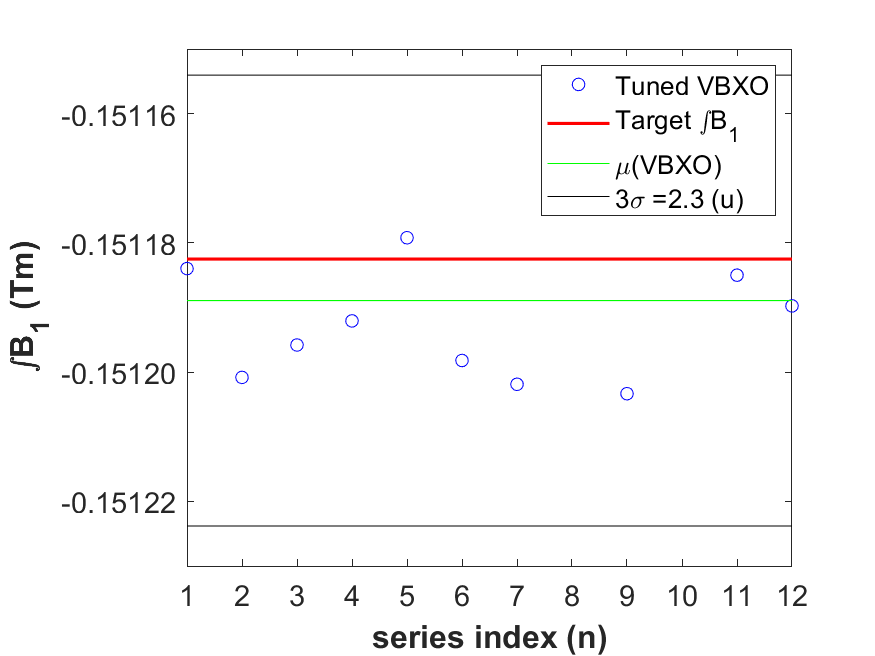 Tuned VBXO
Target ∫B₁
μ(VBXO)
3σ =2.3 (u)
-0.15116
-0.15118
-0.15120
-0.15122
∫B₁ (Tm)
1 2 3 4 5 6 7 8 9 10 11 12
series index (n)